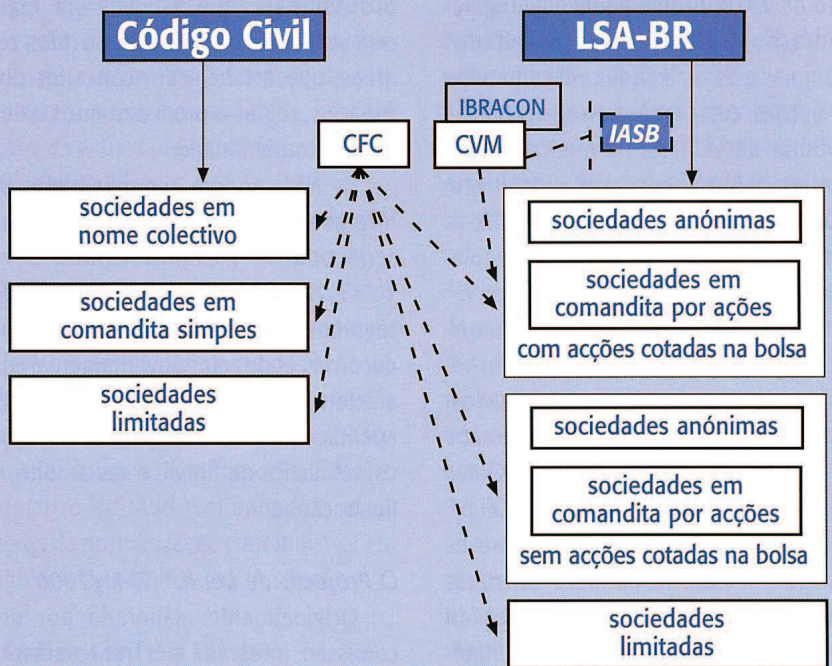 Código Civil
LSA-BR
IBRACON
CFC
CVM
IASB
sociedades em
nome colectivo
sociedades em
comandita simples
sociedades
limitadas
sociedades anónimas
sociedades em
comandita por ações
com acções cotadas na bolsa
sociedades anónimas
sociedades em
comandita por acções
sem acções cotadas na bolsa
sociedades
limitadas